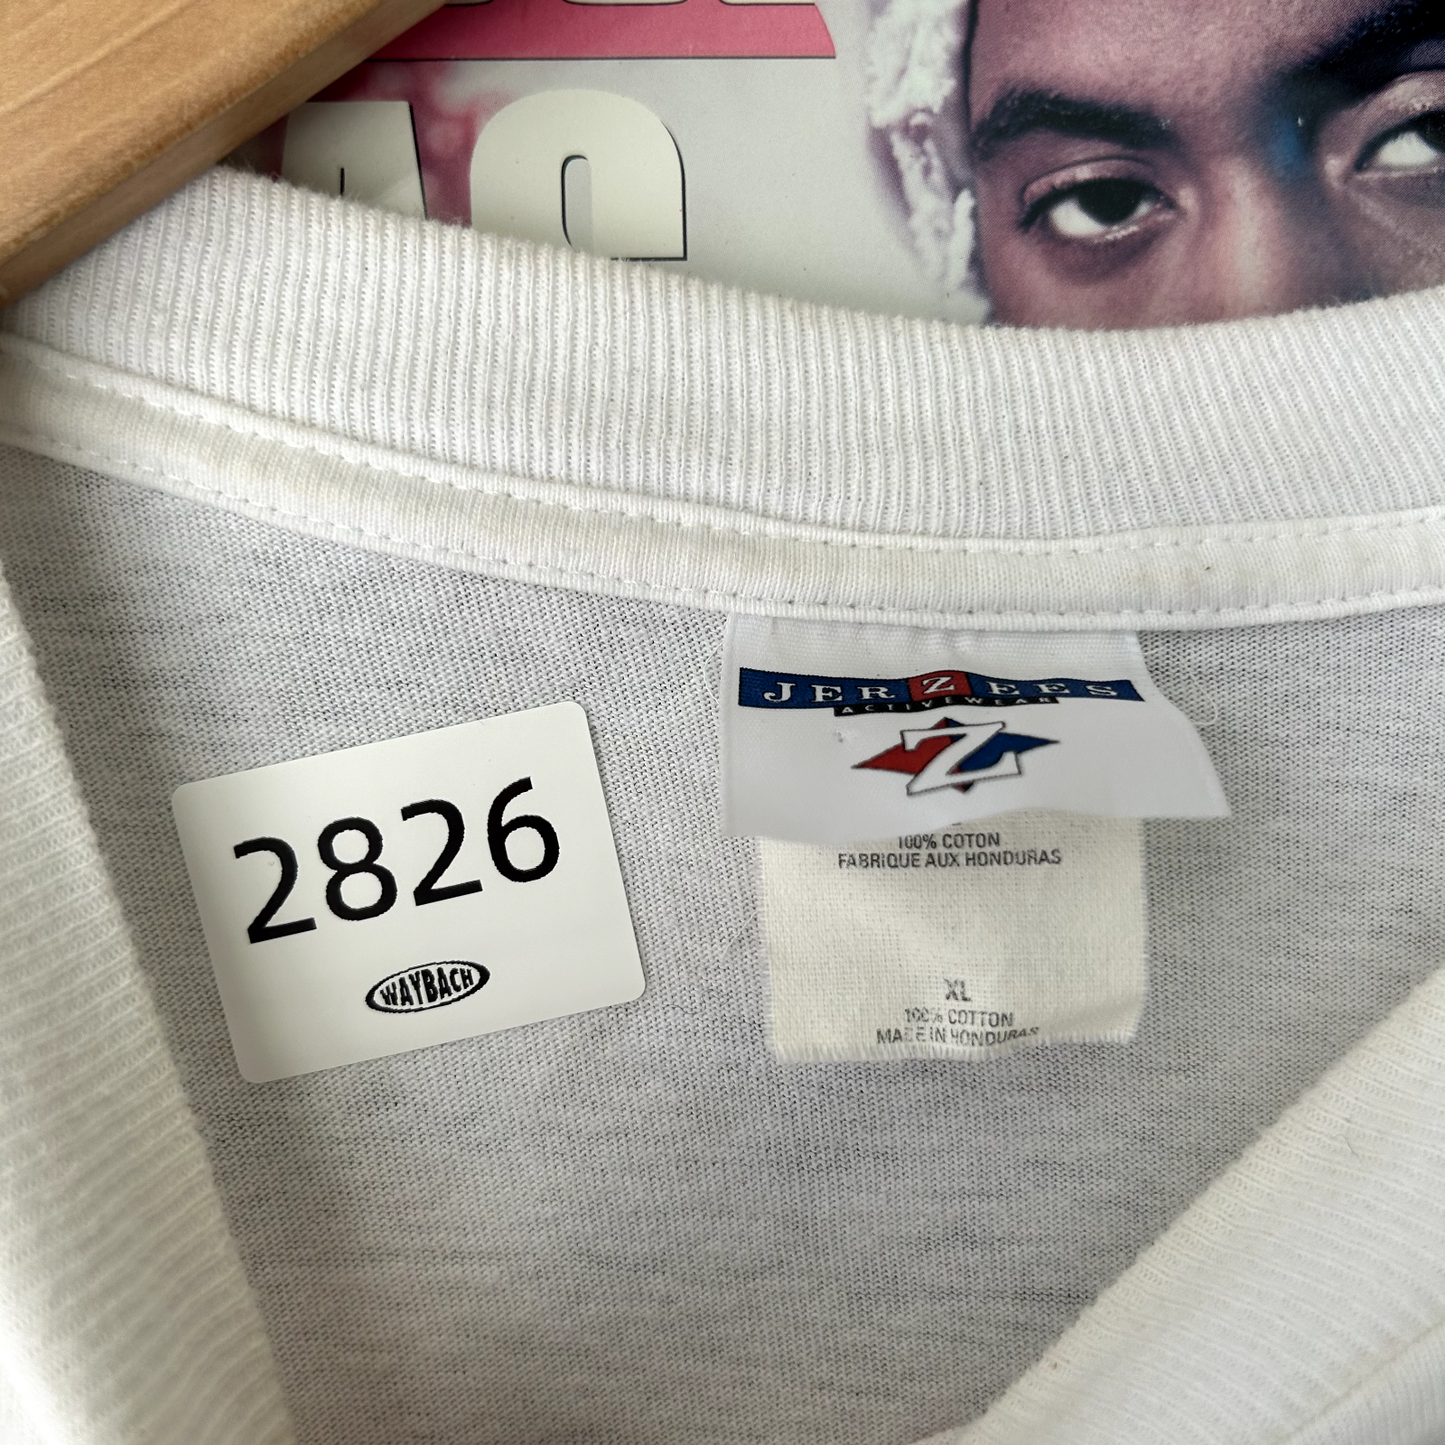 2826
WAYBACH
JERZEES
ACTIVEWEAR
Z
100% COTON
FABRIQUE AUX HONDURAS
XL
100% COTTON
MADE IN HONDURAS